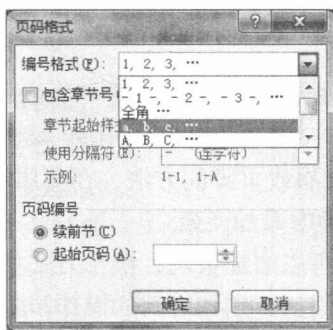 页码格式
编号格式(F): 1, 2, 3, …
1, 2, 3, …
包含章节号 - 1 -, - 2 -, - 3 -, …
全角 …
章节起始样 a, b, c, …
A, B, C, …
使用分隔符(E): - (连字符)
示例: 1-1, 1-A
页码编号
续前节(C)
起始页码(A):
确定 取消